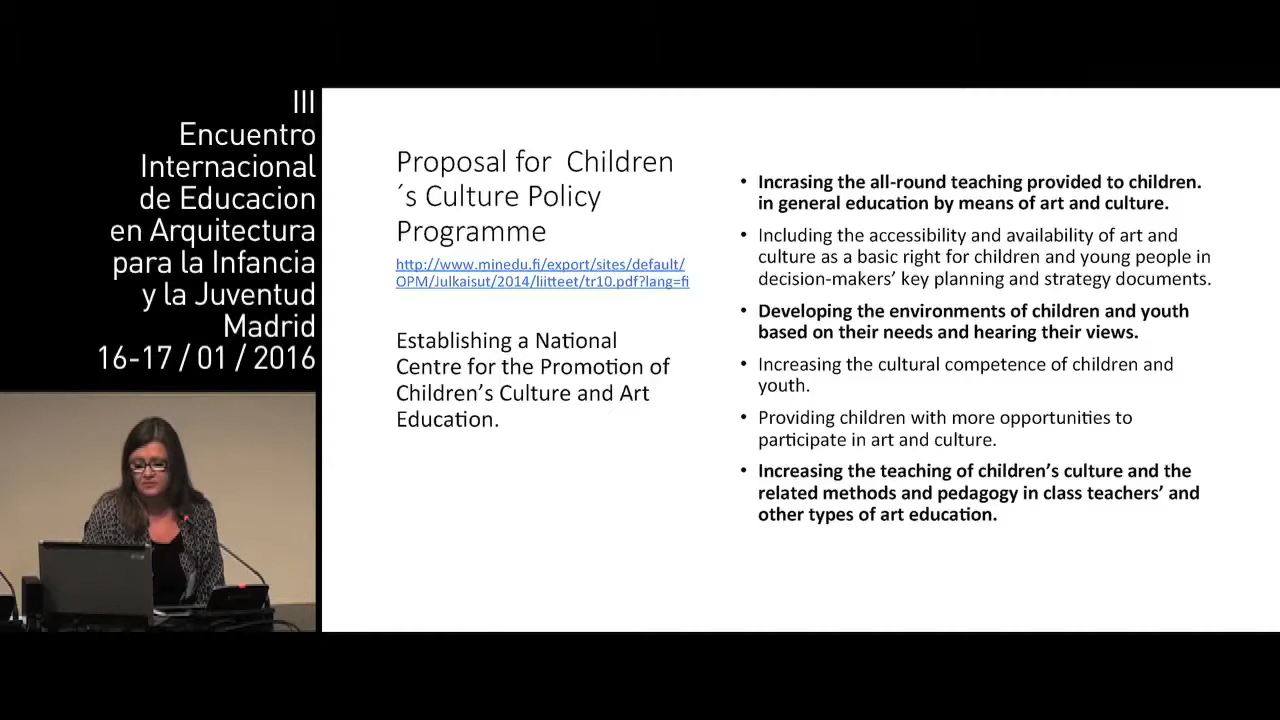 III
Encuentro
Internacional
de Educacion
en Arquitectura
para la Infancia
y la Juventud
Madrid
16-17 / 01 / 2016
Proposal for  Children
´s Culture Policy
Programme
http://www.minedu.fi/export/sites/default/
OPM/Julkaisut/2014/liitteet/tr10.pdf?lang=fi
Establishing a National
Centre for the Promotion of
Children’s Culture and Art
Education.
• Incrasing the all-round teaching provided to children.
in general education by means of art and culture.
• Including the accessibility and availability of art and
culture as a basic right for children and young people in
decision-makers’ key planning and strategy documents.
• Developing the environments of children and youth
based on their needs and hearing their views.
• Increasing the cultural competence of children and
youth.
• Providing children with more opportunities to
participate in art and culture.
• Increasing the teaching of children’s culture and the
related methods and pedagogy in class teachers’ and
other types of art education.